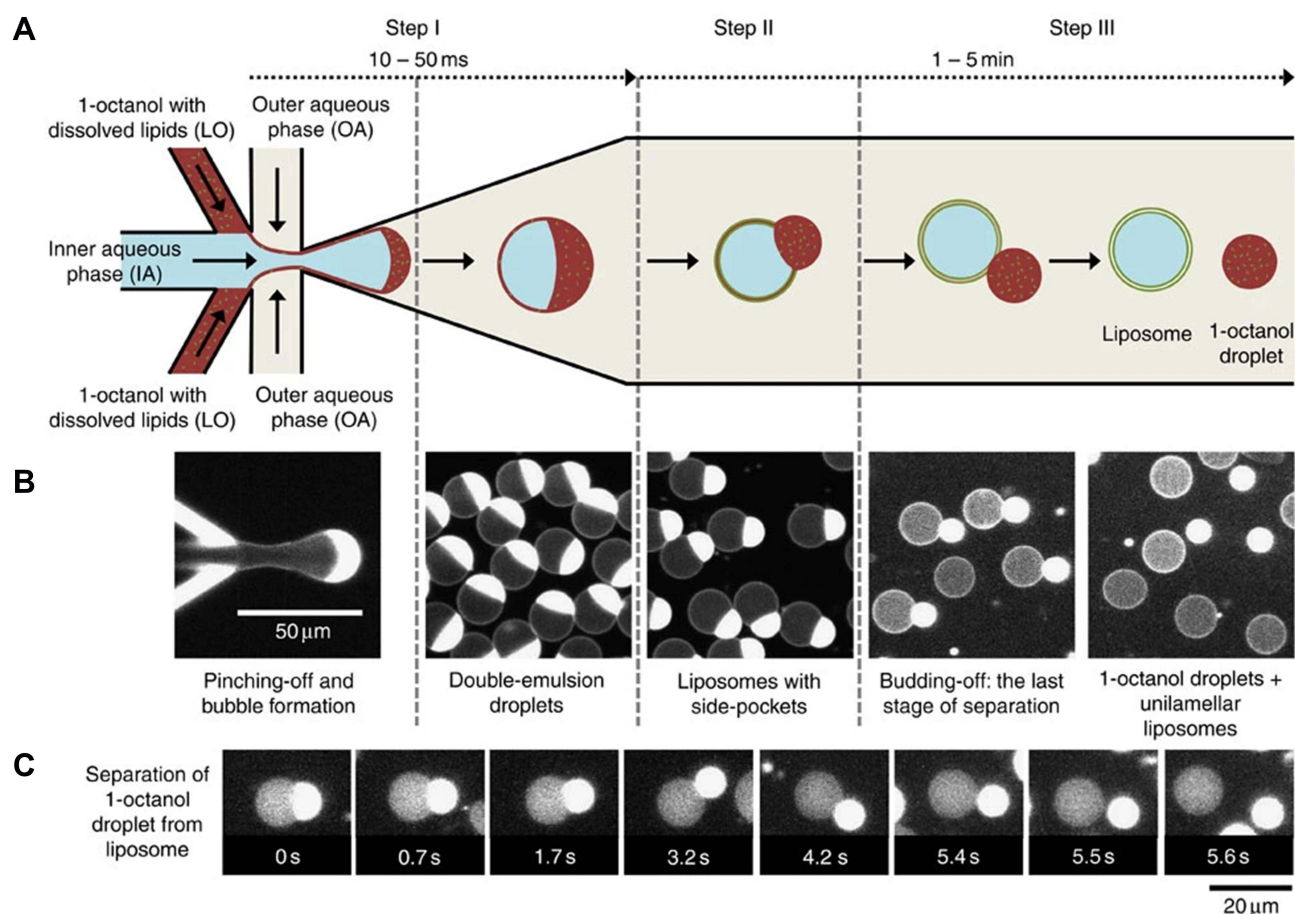 A
Step I
Step II
Step III
10 – 50 ms
1 – 5 min
1-octanol with
dissolved lipids (LO)
Outer aqueous
phase (OA)
Inner aqueous
phase (IA)
Liposome
1-octanol
droplet
1-octanol with
dissolved lipids (LO)
Outer aqueous
phase (OA)
B
50 µm
Pinching-off and
bubble formation
Double-emulsion
droplets
Liposomes with
side-pockets
Budding-off: the last
stage of separation
1-octanol droplets +
unilamellar
liposomes
C
Separation of
1-octanol
droplet from
liposome
0 s
0.7 s
1.7 s
3.2 s
4.2 s
5.4 s
5.5 s
5.6 s
20 µm